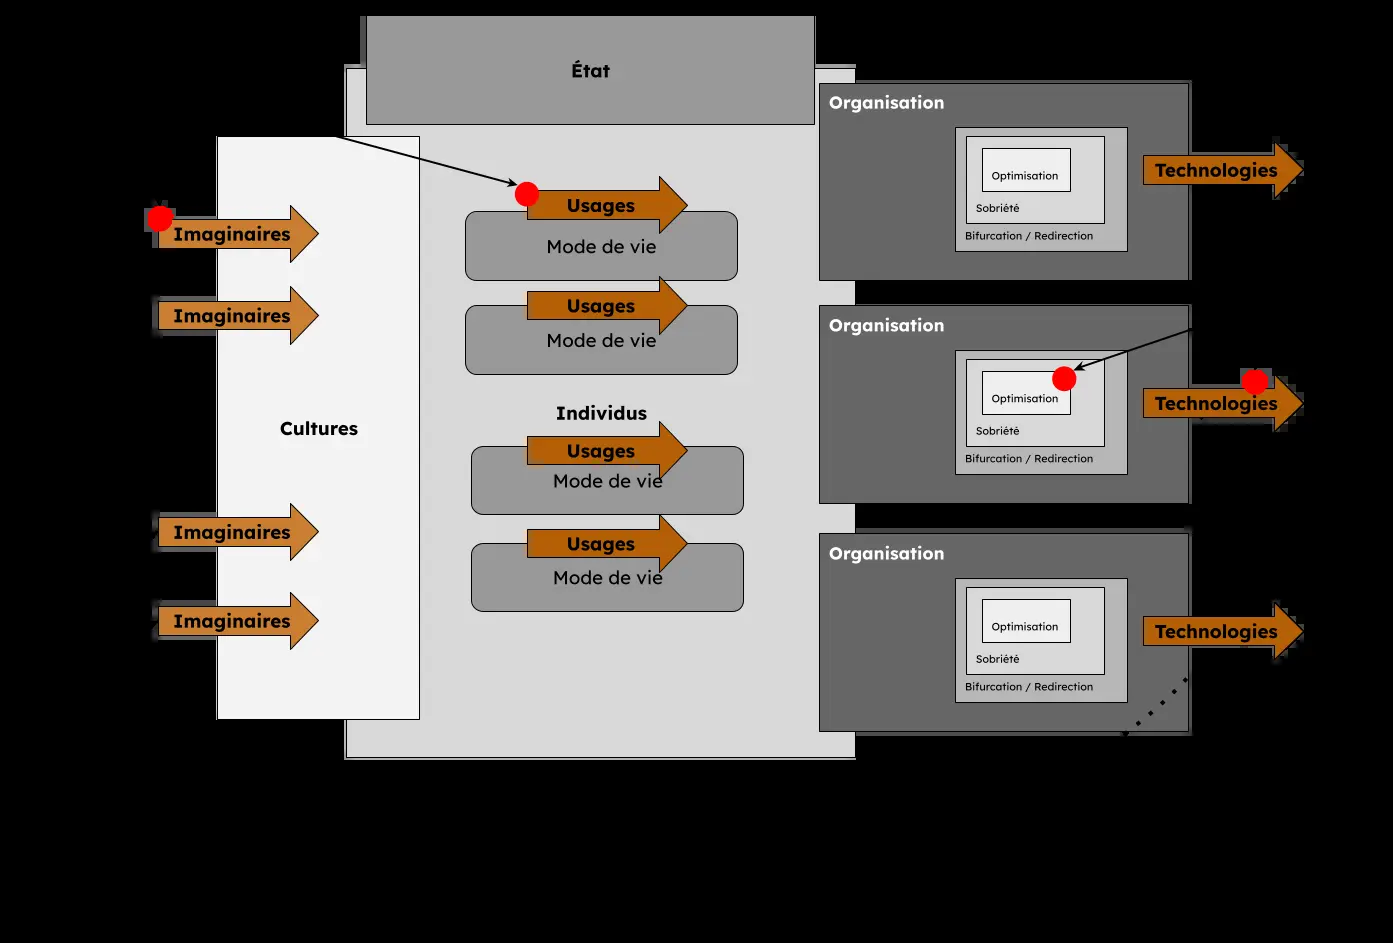 État
Organisation
Optimisation
Sobriété
Bifurcation / Redirection
Technologies
Imaginaires
Imaginaires
Cultures
Imaginaires
Imaginaires
Usages
Mode de vie
Usages
Mode de vie
Individus
Usages
Mode de vie
Usages
Mode de vie
Organisation
Optimisation
Sobriété
Bifurcation / Redirection
Technologies
Organisation
Optimisation
Sobriété
Bifurcation / Redirection
Technologies